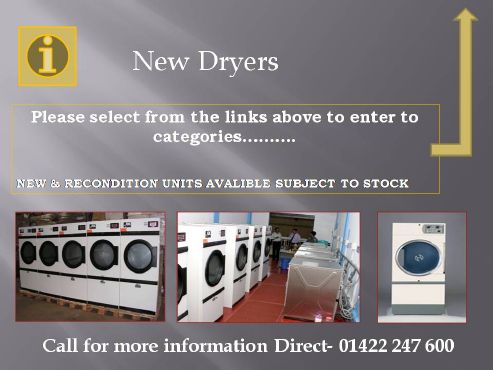 New Dryers
Please select from the links above to enter to
categories..........
NEW & RECONDITION UNITS AVALIBLE SUBJECT TO STOCK
Call for more information Direct- 01422 247 600